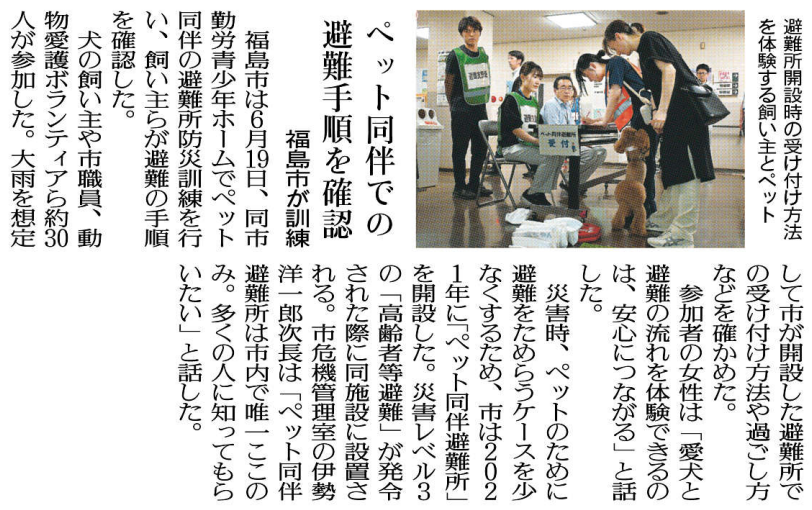 ペット同伴での
避難手順を確認
福島市が訓練
福島市は6月19日、同市
勤労青少年ホームでペット
同伴の避難所防災訓練を行
い、飼い主らが避難の手順
を確認した。
犬の飼い主や市職員、動
物愛護ボランティアら約30
人が参加した。大雨を想定
して市が開設した避難所で
の受け付け方法や過ごし方
などを確かめた。
参加者の女性は「愛犬と
避難の流れを体験できるの
は、安心につながる」と話
した。
災害時、ペットのために
避難をためらうケースを少
なくするため、市は202
1年に「ペット同伴避難所」
を開設した。災害レベル3
の「高齢者等避難」が発令
された際に同施設に設置さ
れる。市危機管理室の伊勢
洋一郎次長は「ペット同伴
避難所は市内で唯一ここの
み。多くの人に知ってもら
いたい」と話した。
避難所開設時の受け付け方法
を体験する飼い主とペット
ペット同伴避難所
受付